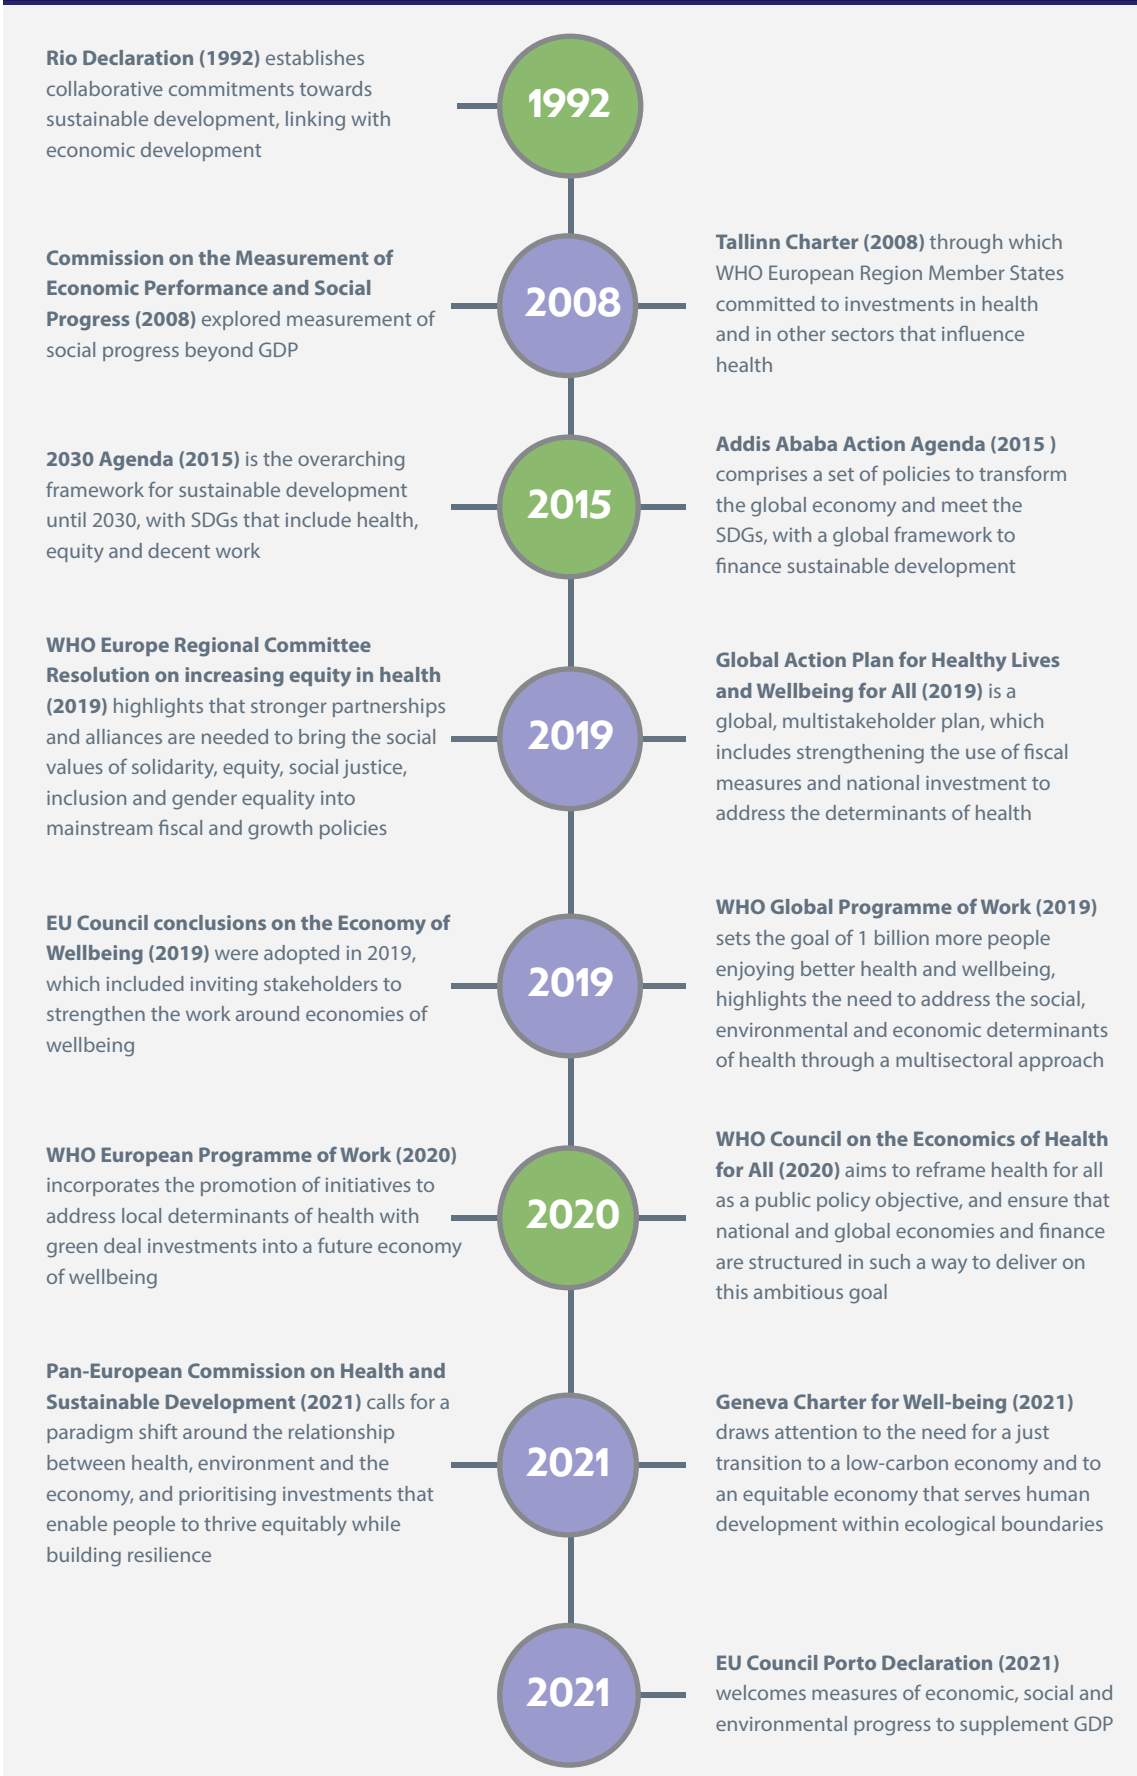 Rio Declaration (1992) establishes
collaborative commitments towards
sustainable development, linking with
economic development
1992
Commission on the Measurement of
Economic Performance and Social
Progress (2008) explored measurement of
social progress beyond GDP
2008
Tallinn Charter (2008) through which
WHO European Region Member States
committed to investments in health
and in other sectors that influence
health
2030 Agenda (2015) is the overarching
framework for sustainable development
until 2030, with SDGs that include health,
equity and decent work
2015
Addis Ababa Action Agenda (2015 )
comprises a set of policies to transform
the global economy and meet the
SDGs, with a global framework to
finance sustainable development
WHO Europe Regional Committee
Resolution on increasing equity in health
(2019) highlights that stronger partnerships
and alliances are needed to bring the social
values of solidarity, equity, social justice,
inclusion and gender equality into
mainstream fiscal and growth policies
2019
Global Action Plan for Healthy Lives
and Wellbeing for All (2019) is a
global, multistakeholder plan, which
includes strengthening the use of fiscal
measures and national investment to
address the determinants of health
EU Council conclusions on the Economy of
Wellbeing (2019) were adopted in 2019,
which included inviting stakeholders to
strengthen the work around economies of
wellbeing
2019
WHO Global Programme of Work (2019)
sets the goal of 1 billion more people
enjoying better health and wellbeing,
highlights the need to address the social,
environmental and economic determinants
of health through a multisectoral approach
WHO European Programme of Work (2020)
incorporates the promotion of initiatives to
address local determinants of health with
green deal investments into a future economy
of wellbeing
2020
WHO Council on the Economics of Health
for All (2020) aims to reframe health for all
as a public policy objective, and ensure that
national and global economies and finance
are structured in such a way to deliver on
this ambitious goal
Pan-European Commission on Health and
Sustainable Development (2021) calls for a
paradigm shift around the relationship
between health, environment and the
economy, and prioritising investments that
enable people to thrive equitably while
building resilience
2021
Geneva Charter for Well-being (2021)
draws attention to the need for a just
transition to a low-carbon economy and to
an equitable economy that serves human
development within ecological boundaries
2021
EU Council Porto Declaration (2021)
welcomes measures of economic, social and
environmental progress to supplement GDP